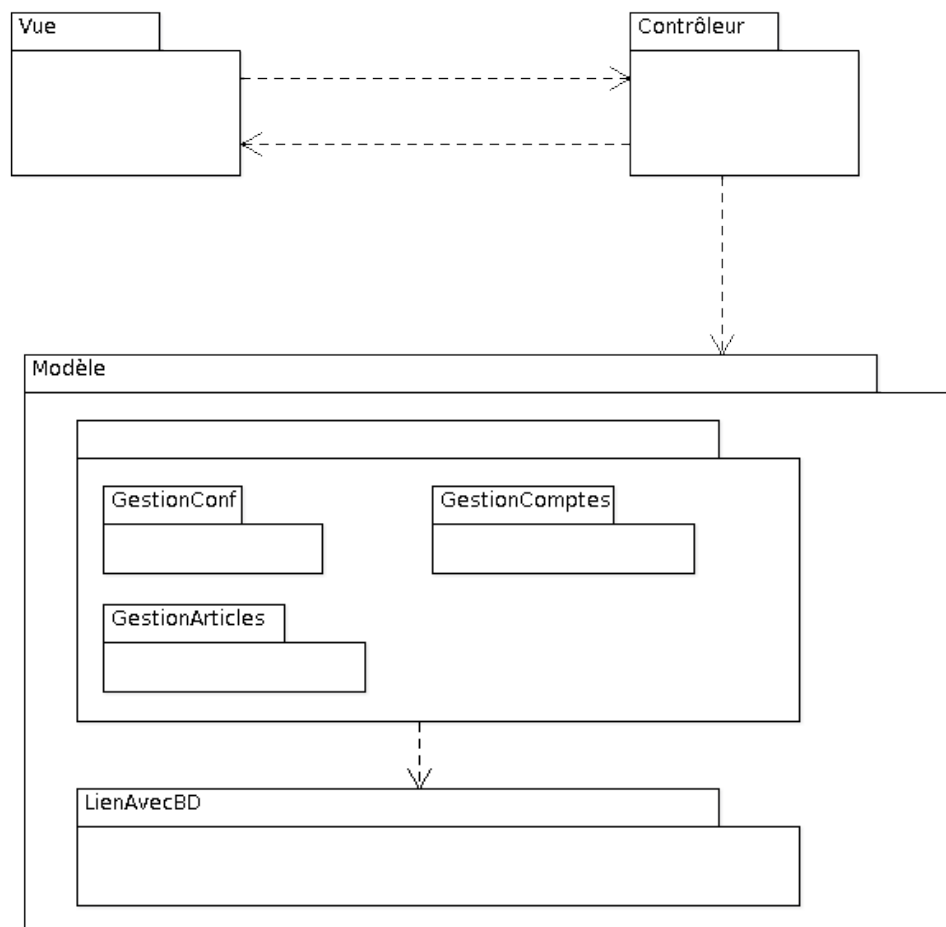 Vue
Contrôleur
Modèle
GestionConf
GestionComptes
GestionArticles
LienAvecBD